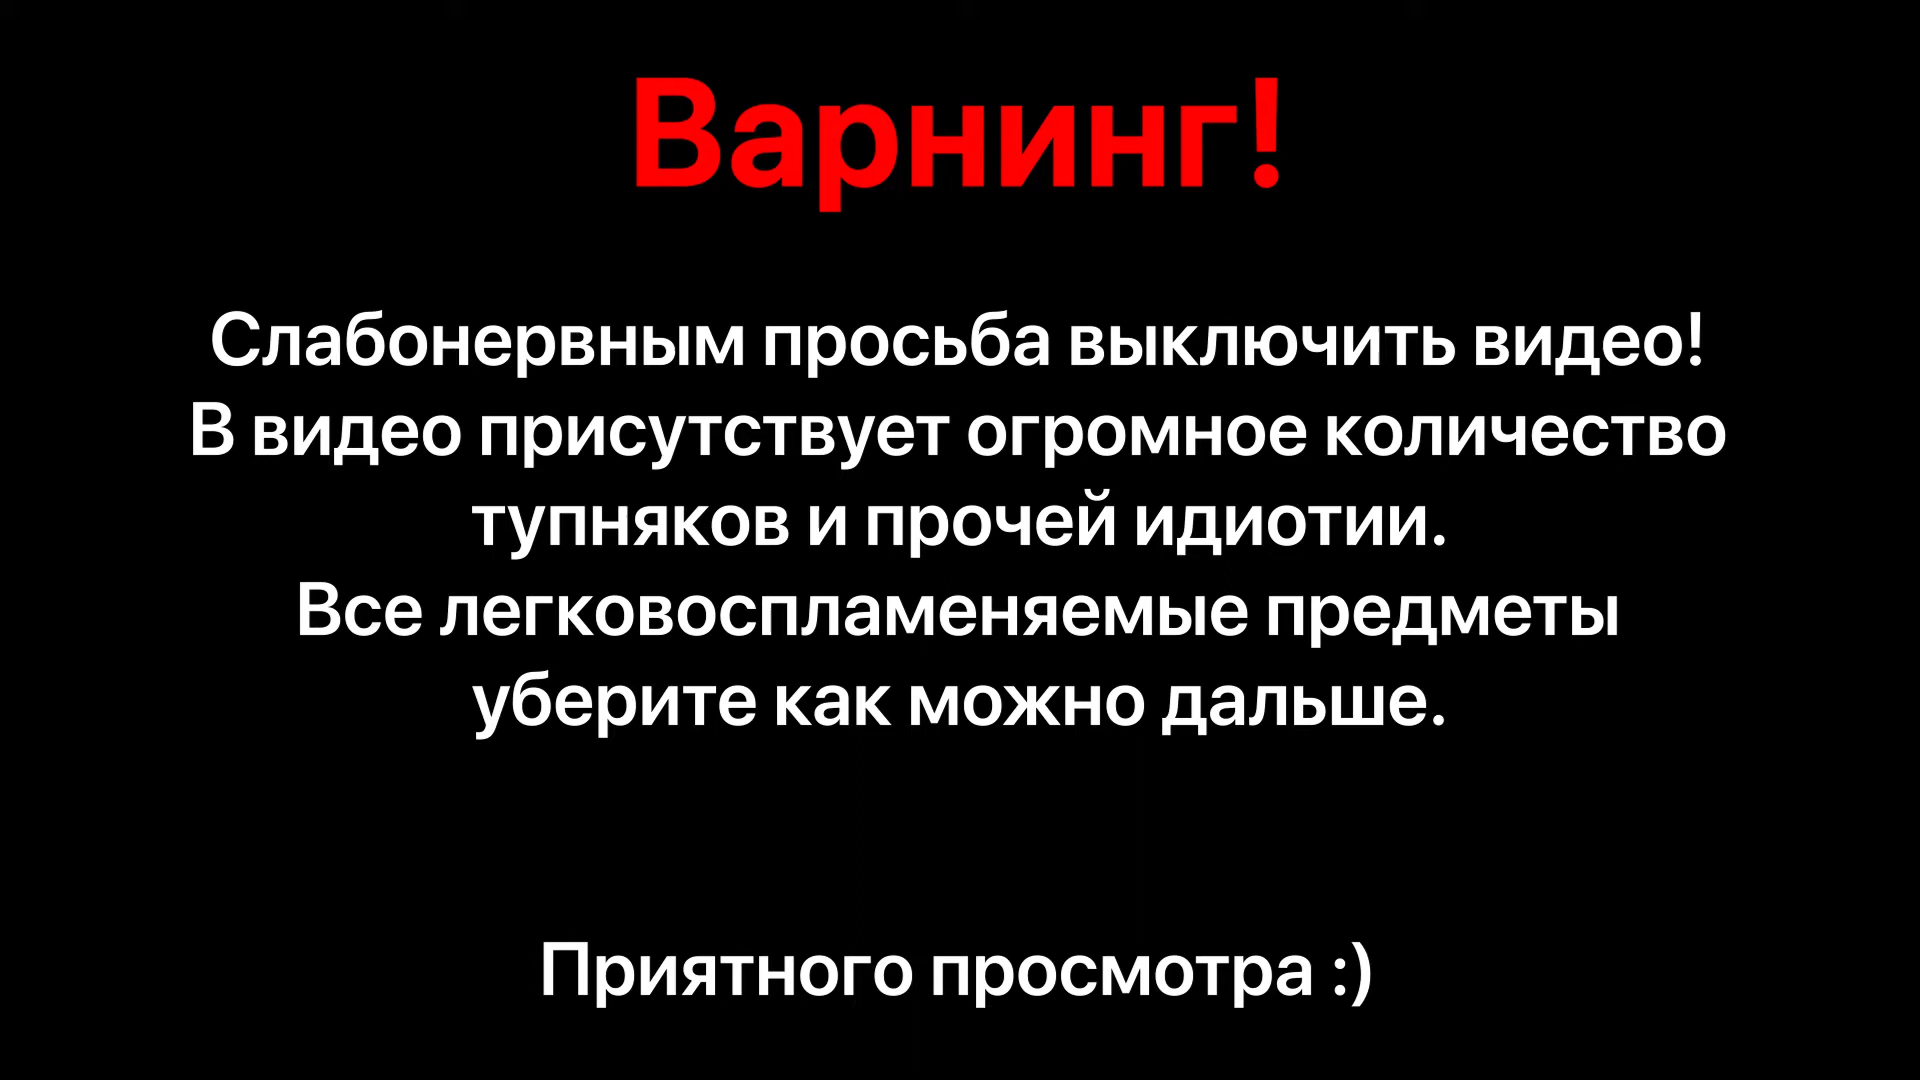 Варнинг!
Слабонервным просьба выключить видео!
В видео присутствует огромное количество
тупняков и прочей идиотии.
Все легковоспламеняемые предметы
уберите как можно дальше.
Приятного просмотра :)